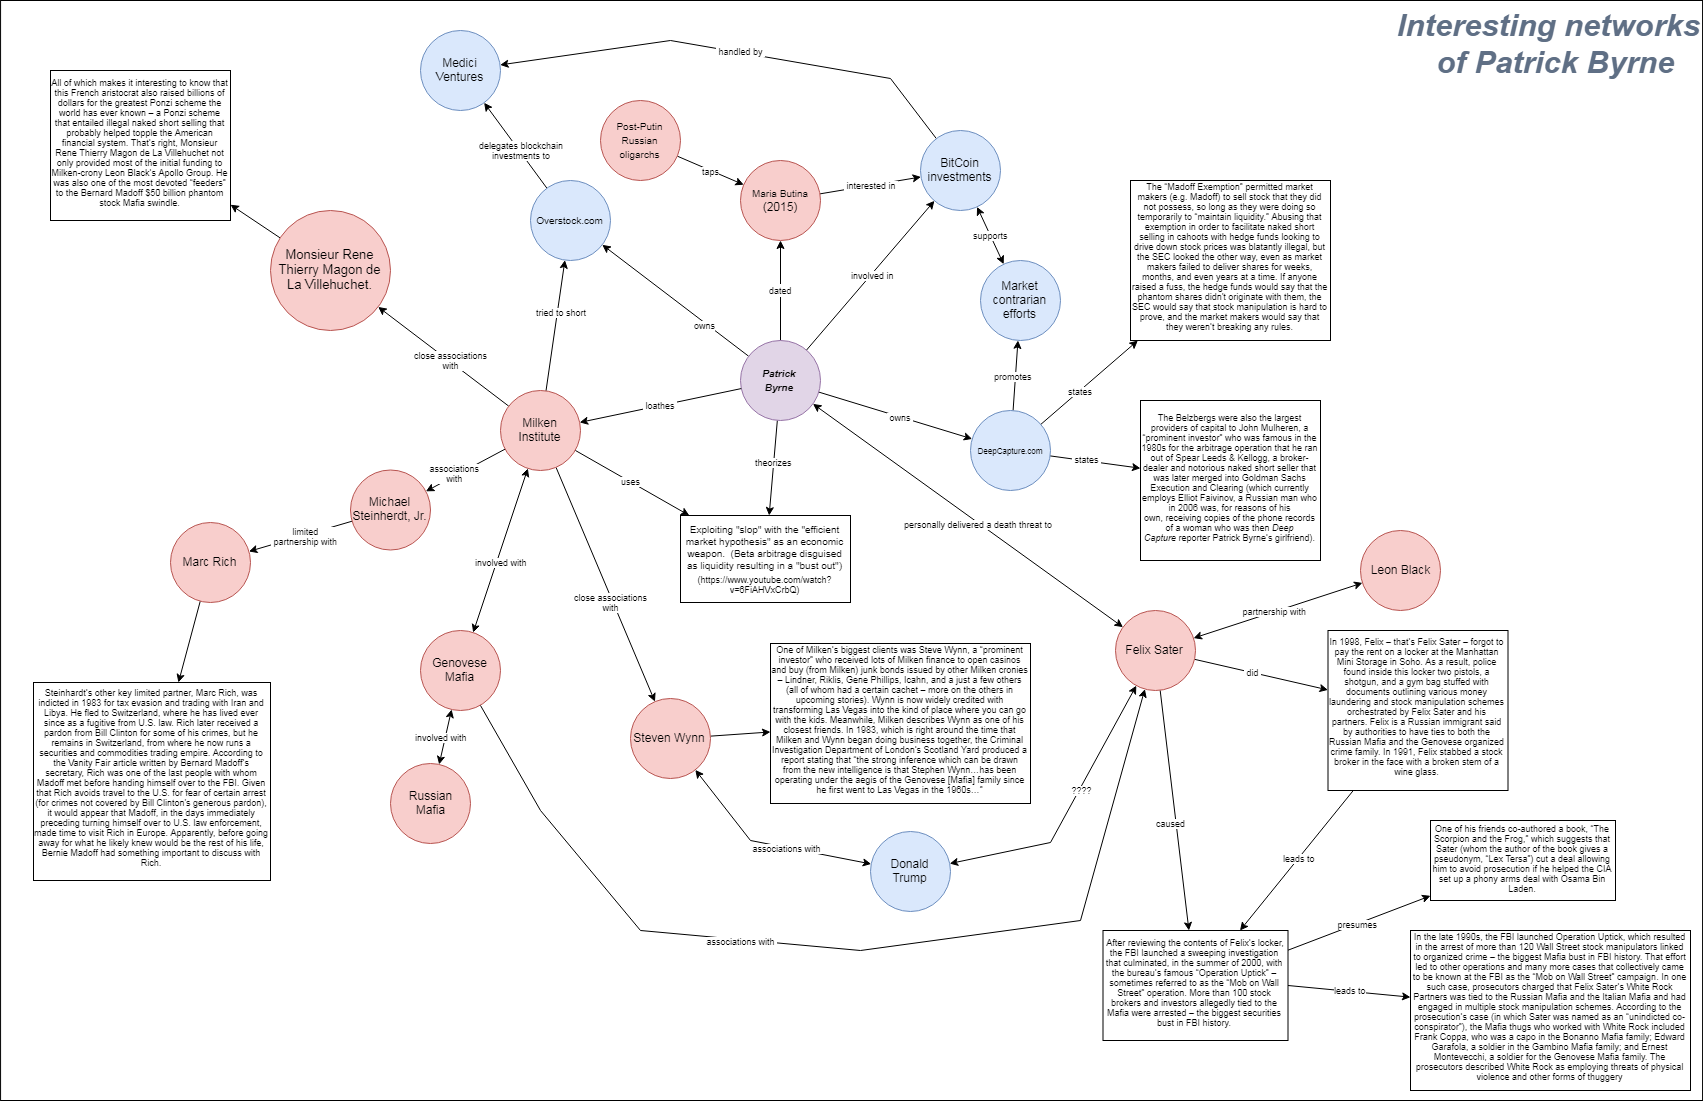 Interesting networks
of Patrick Byrne
handled by
Medici
Ventures
All of which makes it interesting to know that
this French aristocrat also raised billions of
dollars for the greatest Ponzi scheme the
world has ever known – a Ponzi scheme
that entailed illegal naked short selling that
probably helped topple the American
financial system. That's right, Monsieur
Rene Thierry Magon de La Villehuchet not
only provided most of the initial funding to
Milken-crony Leon Black's Apollo Group. He
was also one of the most devoted "feeders"
to the Bernard Madoff $50 billion phantom
stock Mafia swindle.
delegates blockchain
investments to
Post-Putin
Russian
oligarchs
taps
Maria Butina
(2015)
interested in
BitCoin
investments
Overstock.com
supports
The "Madoff Exemption" permitted market
makers (e.g. Madoff) to sell stock that they did
not possess, so long as they were doing so
temporarily to "maintain liquidity." Abusing that
exemption in order to facilitate naked short
selling in cahoots with hedge funds looking to
drive down stock prices was blatantly illegal, but
the SEC looked the other way, even as market
makers failed to deliver shares for weeks,
months, and even years at a time. If anyone
raised a fuss, the hedge funds would say that the
phantom shares didn't originate with them, the
SEC would say that stock manipulation is hard to
prove, and the market makers would say that
they weren't breaking any rules.
Monsieur Rene
Thierry Magon de
La Villehuchet.
involved in
dated
Market
contrarian
efforts
tried to short
owns
close associations
with
Patrick
Byrne
promotes
states
loathes
owns
Milken
Institute
DeepCapture.com
states
The Belzbergs were also the largest
providers of capital to John Mulheren, a
"prominent investor" who was famous in the
1980s for the arbitrage operation that he ran
out of Spear Leeds & Kellogg, a broker-
dealer and notorious naked short seller that
was later merged into Goldman Sachs
Execution and Clearing (which currently
employs Elliot Faivinov, a Russian man who
in 2006 was, for reasons of his
own, receiving copies of the phone records
of a woman who was then Deep
Capture reporter Patrick Byrne's girlfriend).
associations
with
uses
theorizes
Michael
Steinherdt, Jr.
limited
partnership with
Marc Rich
Exploiting "slop" with the "efficient
market hypothesis" as an economic
weapon. (Beta arbitrage disguised
as liquidity resulting in a "bust out")
(https://www.youtube.com/watch?
v=6FiAHVxCrbQ)
personally delivered a death threat to
involved with
close associations
with
Leon Black
partnership with
Felix Sater
did
In 1998, Felix – that's Felix Sater – forgot to
pay the rent on a locker at the Manhattan
Mini Storage in Soho. As a result, police
found inside this locker two pistols, a
shotgun, and a gym bag stuffed with
documents outlining various money
laundering and stock manipulation schemes
orchestrated by Felix Sater and his
partners. Felix is a Russian immigrant said
by authorities to have ties to both the
Russian Mafia and the Genovese organized
crime family. In 1991, Felix stabbed a stock
broker in the face with a broken stem of a
wine glass.
Genovese
Mafia
One of Milken's biggest clients was Steve Wynn, a "prominent
investor" who received lots of Milken finance to open casinos
and buy (from Milken) junk bonds issued by other Milken cronies
– Lindner, Riklis, Gene Phillips, Icahn, and a just a few others
(all of whom had a certain cachet – more on the others in
upcoming stories). Wynn is now widely credited with
transforming Las Vegas into the kind of place where you can go
with the kids. Meanwhile, Milken describes Wynn as one of his
closest friends. In 1983, which is right around the time that
Milken and Wynn began doing business together, the Criminal
Investigation Department of London's Scotland Yard produced a
report stating that "the strong inference which can be drawn
from the new intelligence is that Stephen Wynn…has been
operating under the aegis of the Genovese [Mafia] family since
he first went to Las Vegas in the 1960s…"
Steven Wynn
involved with
Russian
Mafia
Steinhardt's other key limited partner, Marc Rich, was
indicted in 1983 for tax evasion and trading with Iran and
Libya. He fled to Switzerland, where he has lived ever
since as a fugitive from U.S. law. Rich later received a
pardon from Bill Clinton for some of his crimes, but he
remains in Switzerland, from where he now runs a
securities and commodities trading empire. According to
the Vanity Fair article written by Bernard Madoff's
secretary, Rich was one of the last people with whom
Madoff met before handing himself over to the FBI. Given
that Rich avoids travel to the U.S. for fear of certain arrest
(for crimes not covered by Bill Clinton's generous pardon),
it would appear that Madoff, in the days immediately
preceding turning himself over to U.S. law enforcement,
made time to visit Rich in Europe. Apparently, before going
away for what he likely knew would be the rest of his life,
Bernie Madoff had something important to discuss with
Rich.
????
caused
associations with
Donald
Trump
leads to
One of his friends co-authored a book, "The
Scorpion and the Frog," which suggests that
Sater (whom the author of the book gives a
pseudonym, "Lex Tersa") cut a deal allowing
him to avoid prosecution if he helped the CIA
set up a phony arms deal with Osama Bin
Laden.
presumes
associations with
After reviewing the contents of Felix's locker,
the FBI launched a sweeping investigation
that culminated, in the summer of 2000, with
the bureau's famous "Operation Uptick" –
sometimes referred to as the "Mob on Wall
Street" operation. More than 100 stock
brokers and investors allegedly tied to the
Mafia were arrested – the biggest securities
bust in FBI history.
leads to
In the late 1990s, the FBI launched Operation Uptick, which resulted
in the arrest of more than 120 Wall Street stock manipulators linked
to organized crime – the biggest Mafia bust in FBI history. That effort
led to other operations and many more cases that collectively came
to be known at the FBI as the "Mob on Wall Street" campaign. In one
such case, prosecutors charged that Felix Sater's White Rock
Partners was tied to the Russian Mafia and the Italian Mafia and had
engaged in multiple stock manipulation schemes. According to the
prosecution's case (in which Sater was named as an "unindicted co-
conspirator"), the Mafia thugs who worked with White Rock included
Frank Coppa, who was a capo in the Bonanno Mafia family; Edward
Garafola, a soldier in the Gambino Mafia family; and Ernest
Montevecchi, a soldier for the Genovese Mafia family. The
prosecutors described White Rock as employing threats of physical
violence and other forms of thuggery